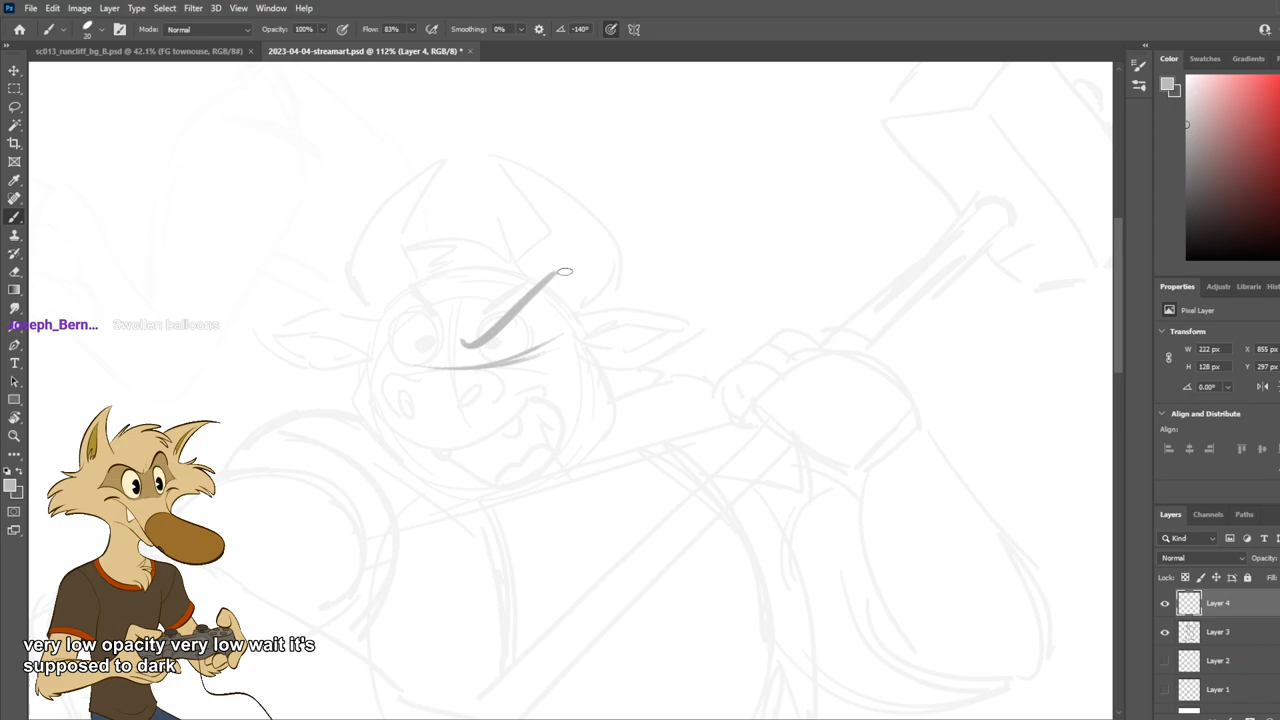 File Edit Image Layer Type Select Filter 3D View Window Help
20 Mode: Normal Opacity: 100% Flow: 83% Smoothing: 0% -140°
sc013_runcliff_bg_B.psd @ 42.1% (FG townouse, RGB/8#) × 2023-04-04-streamart.psd @ 112% (Layer 4, RGB/8) * ×
Color Swatches Gradients
Properties Adjustr Librarie
Pixel Layer
Transform
W 222 px X 855 px
H 128 px Y 297 px
0.00°
Align and Distribute
Align:
Layers Channels Paths
Kind
Normal Opacity:
Lock: Fill:
Layer 4
Layer 3
Layer 2
Layer 1
Joseph_Bern... Swollen balloons
very low opacity very low wait it's
supposed to dark